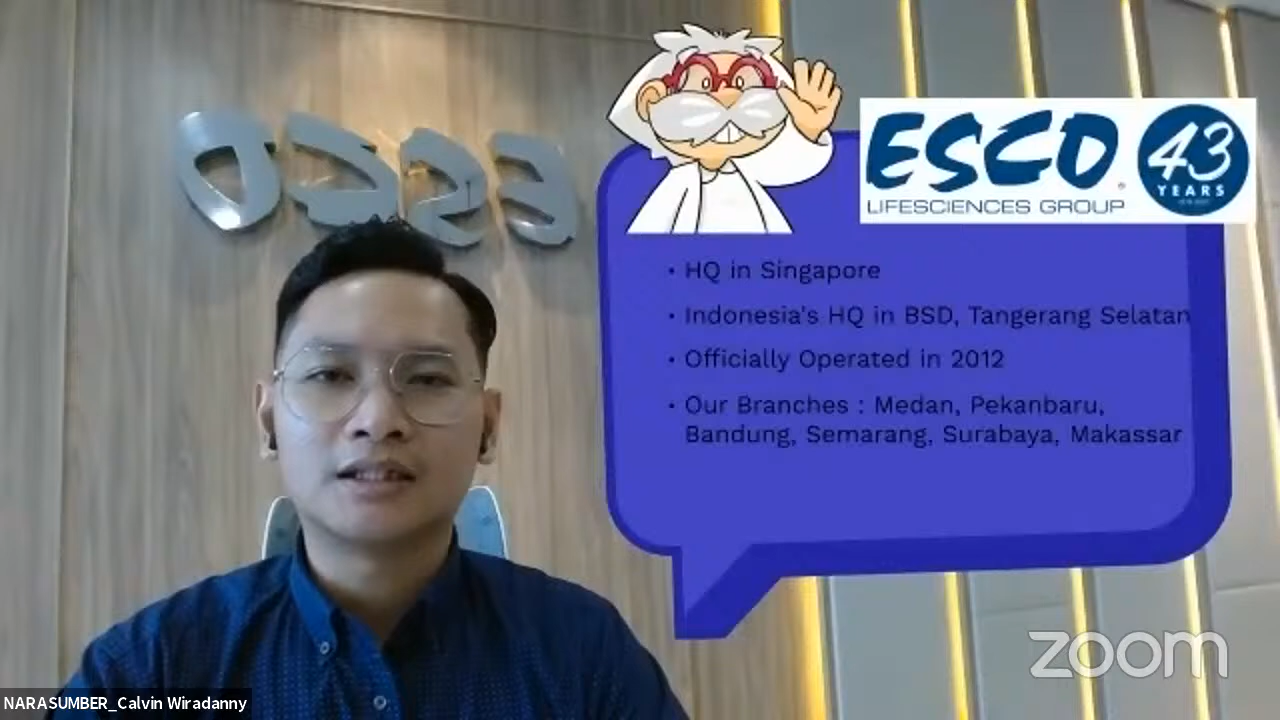 ESCO
ESCO
43
YEARS
LIFESCIENCES GROUP
• HQ in Singapore
• Indonesia's HQ in BSD, Tangerang Selatan
• Officially Operated in 2012
• Our Branches : Medan, Pekanbaru,
Bandung, Semarang, Surabaya, Makassar
zoom
NARASUMBER_Calvin Wiradanny